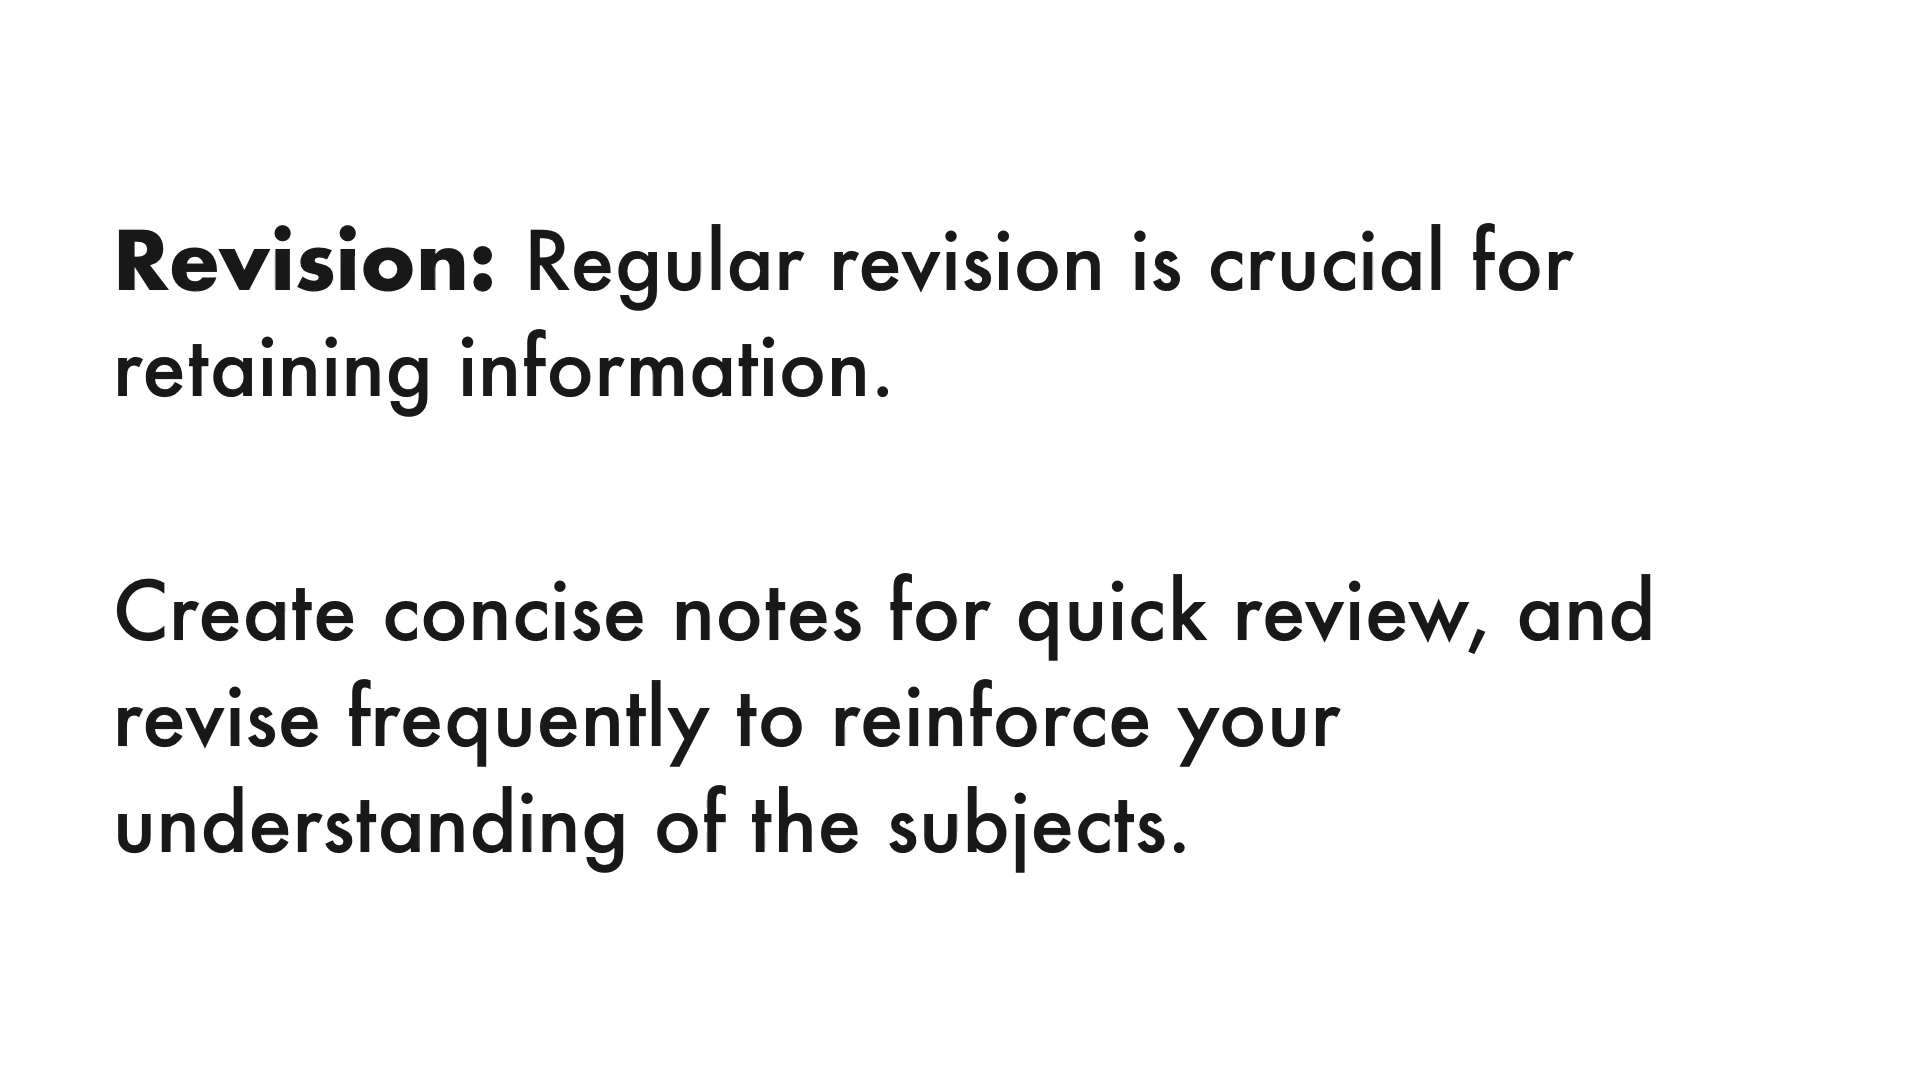 Revision: Regular revision is crucial for
retaining information.
Create concise notes for quick review, and
revise frequently to reinforce your
understanding of the subjects.